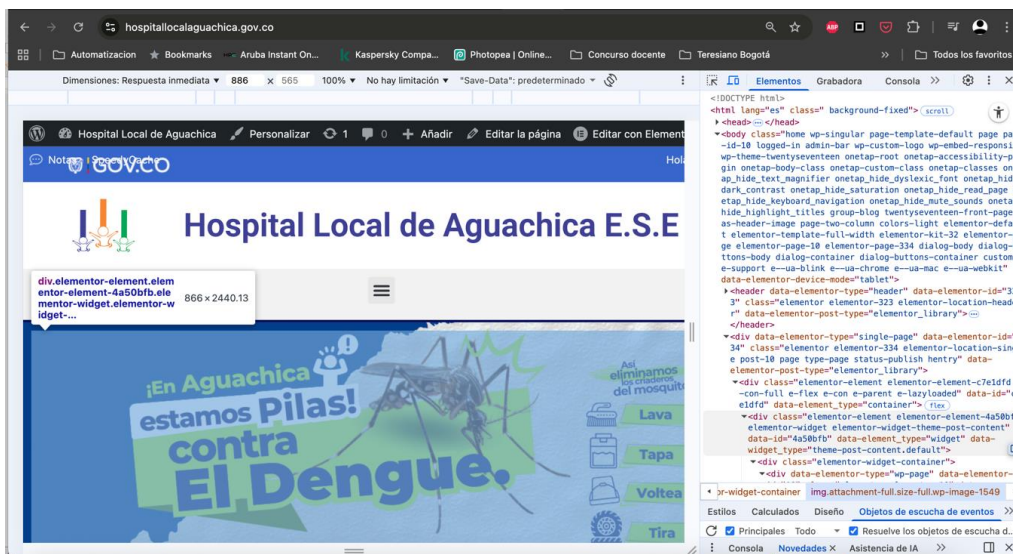 hospitallocalaguachica.gov.co
Automatizacion Bookmarks Aruba Instant On... Kaspersky Compa... Photopea | Online... Concurso docente Teresiano Bogotá » Todos los favoritos
Dimensiones: Respuesta inmediata ▼ 886 x 565 100% ▼ No hay limitación ▼ "Save-Data": predeterminado
Elementos Grabadora Consola »
Hospital Local de Aguachica Personalizar 1 0 + Añadir Editar la página Editar con Element
GOV.CO
Hola
Hospital Local de Aguachica E.S.E
div.elementor-element.elem
entor-element-4a50bfb.ele
mentor-widget.elementor-w
idget-...
866 × 2440.13
¡En Aguachica
estamos Pilas!
contra
El Dengue.
Así
eliminamos
los criaderos
del mosquito
Lava
Tapa
Voltea
Tira
<!DOCTYPE html>
<html lang="es" class=" background-fixed"> scroll
<head> ... </head>
<body class="home wp-singular page-template-default page pa
-id-10 logged-in admin-bar wp-custom-logo wp-embed-responsi
wp-theme-twentyseventeen onetap-root onetap-accessibility-p
gin onetap-body-class onetap-custom-class onetap-classes on
ap_hide_text_magnifier onetap_hide_dyslexic_font onetap_hid
dark_contrast onetap_hide_saturation onetap_hide_read_page
etap_hide_keyboard_navigation onetap_hide_mute_sounds oneta
hide_highlight_titles group-blog twentyseventeen-front-page
as-header-image page-two-column colors-light elementor-defa
t elementor-template-full-width elementor-kit-32 elementor-
ge elementor-page-10 elementor-page-334 dialog-body dialog-
ttons-body dialog-container dialog-buttons-container custom
e-support e--ua-blink e--ua-chrome e--ua-mac e--ua-webkit"
data-elementor-device-mode="tablet">
<header data-elementor-type="header" data-elementor-id="32
3" class="elementor elementor-323 elementor-location-heade
r" data-elementor-post-type="elementor_library"> ...
</header>
<div data-elementor-type="single-page" data-elementor-id="
34" class="elementor elementor-334 elementor-location-sin
e post-10 page type-page status-publish hentry" data-
elementor-post-type="elementor_library">
<div class="elementor-element elementor-element-c7e1dfd
-con-full e-flex e-con e-parent e-lazyloaded" data-id="c
e1dfd" data-element_type="container"> flex
<div class="elementor-element elementor-element-4a50bf
elementor-widget elementor-widget-theme-post-content"
data-id="4a50bfb" data-element_type="widget" data-
widget_type="theme-post-content.default">
<div class="elementor-widget-container">
<div data-elementor-type="wp-page" data-elementor-
or-widget-container img.attachment-full.size-full.wp-image-1549
Estilos Calculados Diseño Objetos de escucha de eventos »
Principales Todo ▼ Resuelve los objetos de escucha d...
Consola Novedades × Asistencia de IA »